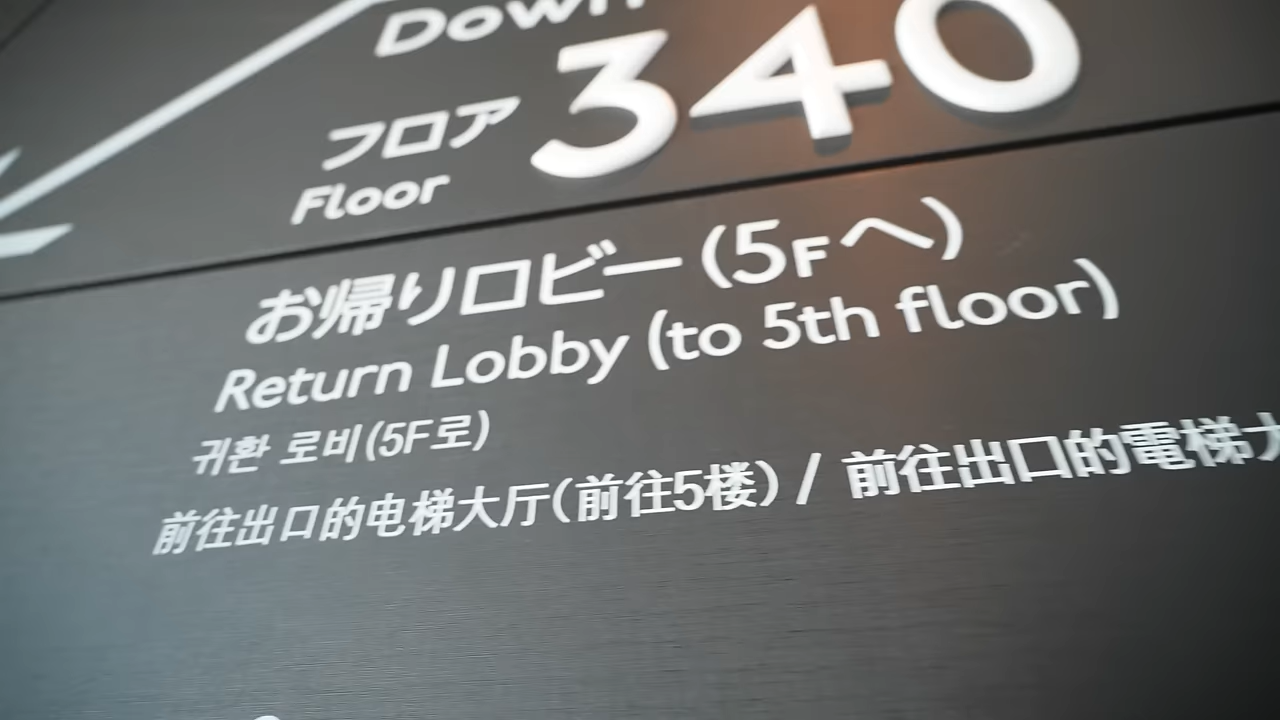 Down
フロア 340
Floor
お帰りロビー (5Fへ)
Return Lobby (to 5th floor)
귀환 로비(5F로)
前往出口的电梯大厅(前往5楼) / 前往出口的電梯大